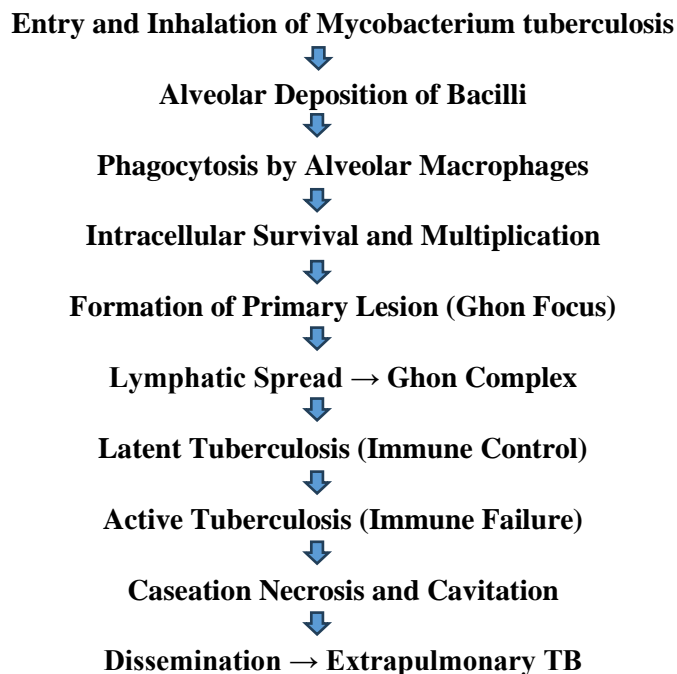 Entry and Inhalation of Mycobacterium tuberculosis
Alveolar Deposition of Bacilli
Phagocytosis by Alveolar Macrophages
Intracellular Survival and Multiplication
Formation of Primary Lesion (Ghon Focus)
Lymphatic Spread → Ghon Complex
Latent Tuberculosis (Immune Control)
Active Tuberculosis (Immune Failure)
Caseation Necrosis and Cavitation
Dissemination → Extrapulmonary TB